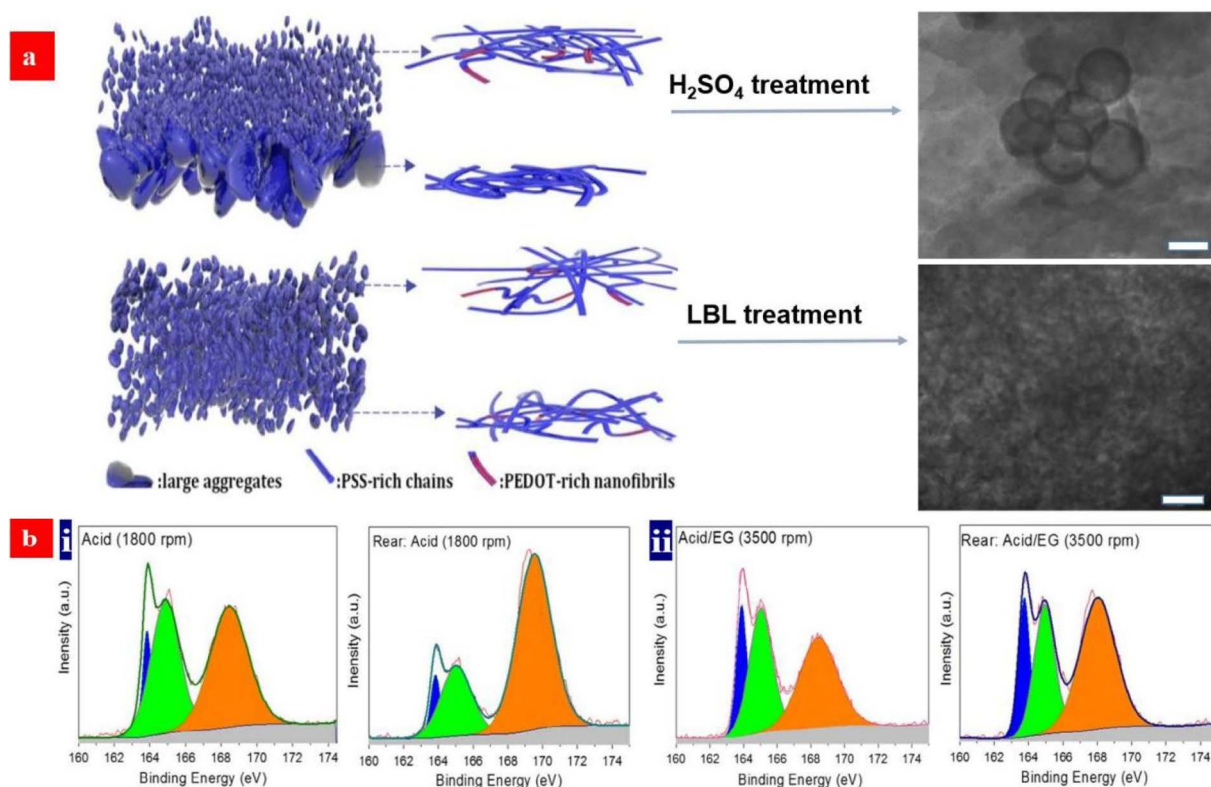 a
H₂SO₄ treatment
LBL treatment
:large aggregates :PSS-rich chains :PEDOT-rich nanofibrils
b
i
Acid (1800 rpm)
Inensity (a.u.)
160 162 164 166 168 170 172 174
Binding Energy (eV)
Rear: Acid (1800 rpm)
Inensity (a.u.)
160 162 164 166 168 170 172 174
Binding Energy (eV)
ii
Acid/EG (3500 rpm)
Inensity (a.u.)
160 162 164 166 168 170 172 174
Binding Energy (eV)
Rear: Acid/EG (3500 rpm)
Inensity (a.u.)
160 162 164 166 168 170 172 174
Binding Energy (eV)